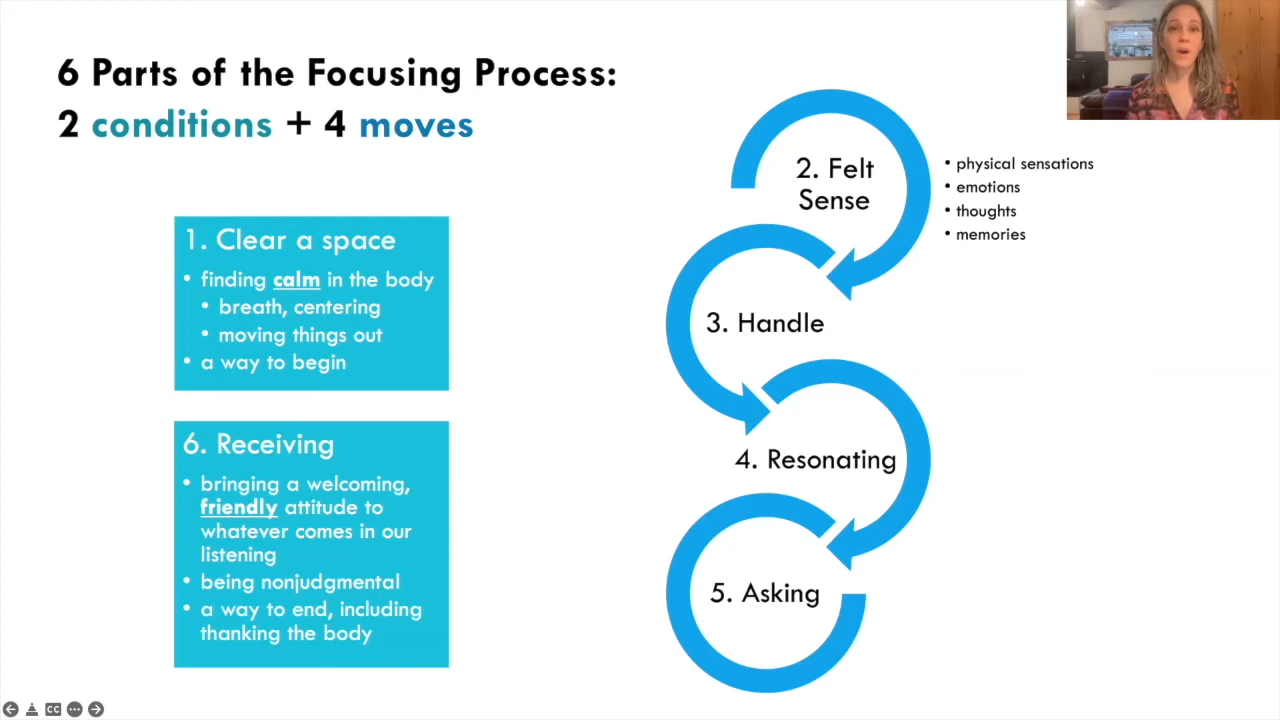 6 Parts of the Focusing Process:
2 conditions + 4 moves
1. Clear a space
• finding calm in the body
• breath, centering
• moving things out
• a way to begin
6. Receiving
• bringing a welcoming,
friendly attitude to
whatever comes in our
listening
• being nonjudgmental
• a way to end, including
thanking the body
2. Felt
Sense
• physical sensations
• emotions
• thoughts
• memories
3. Handle
4. Resonating
5. Asking
CC